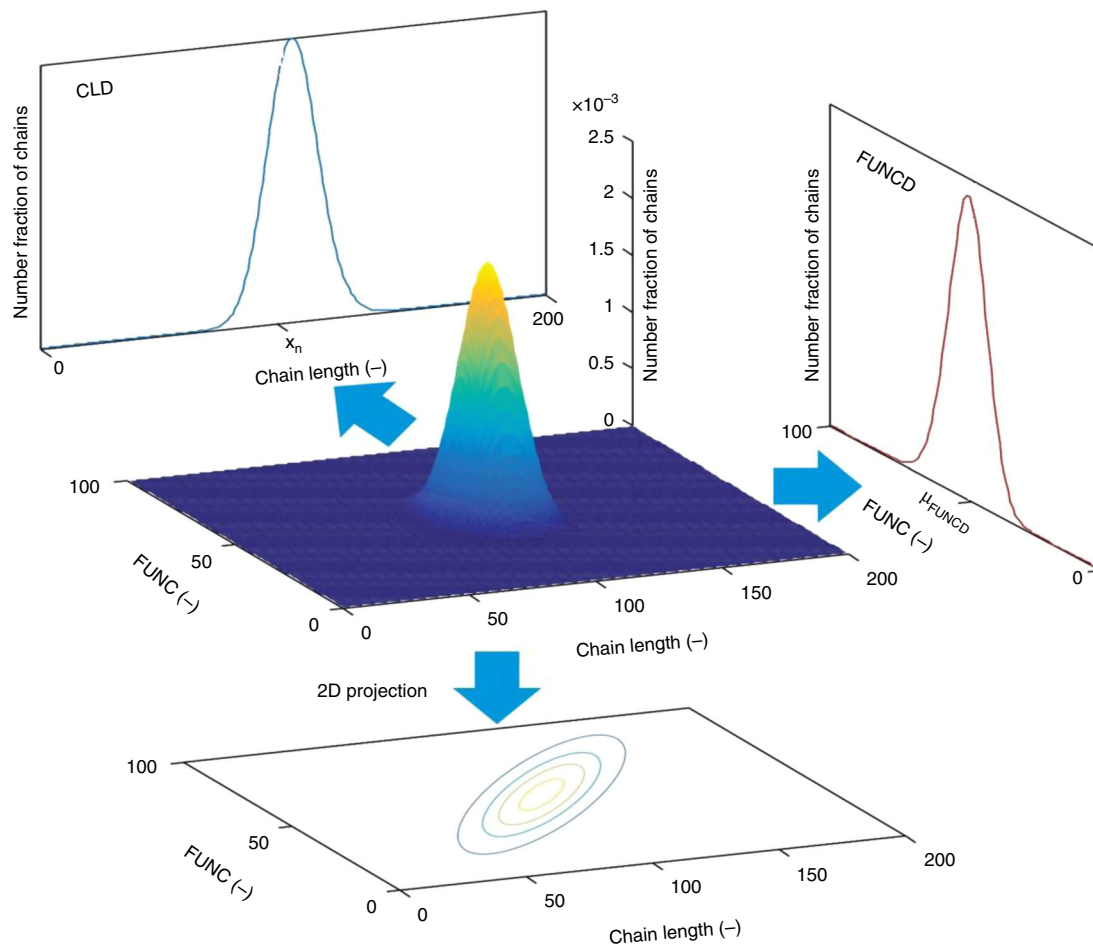 CLD
Number fraction of chains
0
x_n
200
Chain length (–)
×10⁻³
2.5
2
1.5
1
0.5
0
Number fraction of chains
FUNCD
Number fraction of chains
100
μ_FUNCD
FUNC (–)
0
100
50
0
FUNC (–)
0
50
100
150
200
Chain length (–)
2D projection
100
50
0
FUNC (–)
0
50
100
150
200
Chain length (–)